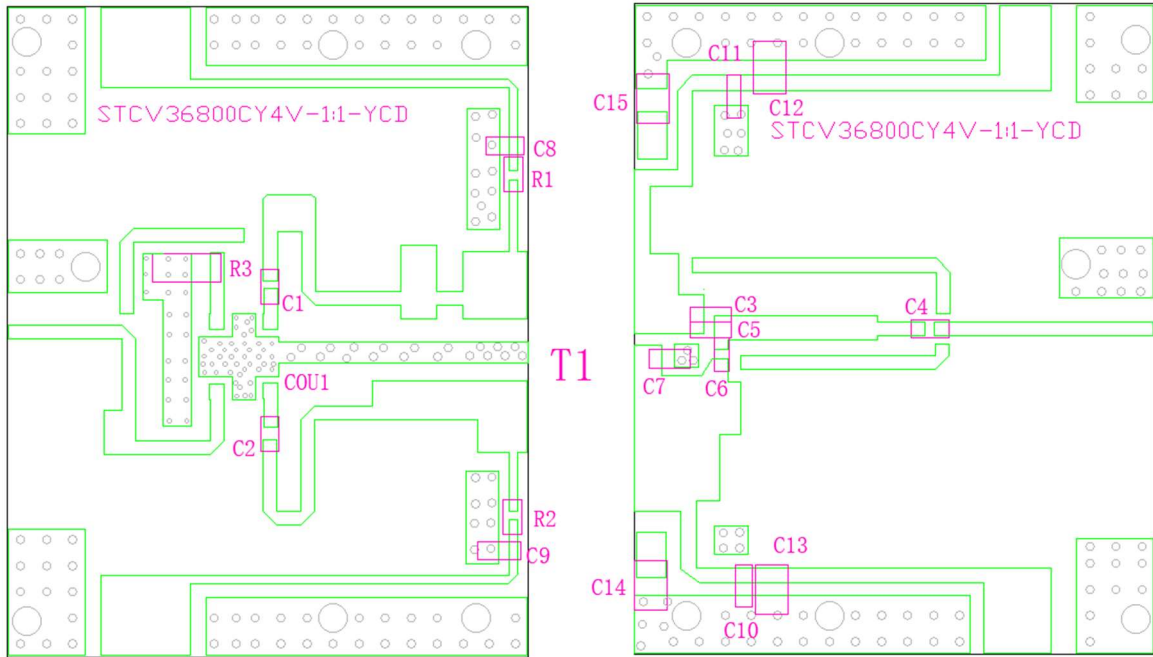 STCV36800CY4V-1:1-YCD
C8
R1
R3
C1
COU1
C2
R2
C9
T1
C11
C15
C12
STCV36800CY4V-1:1-YCD
C3
C4
C5
C7
C6
C13
C14
C10